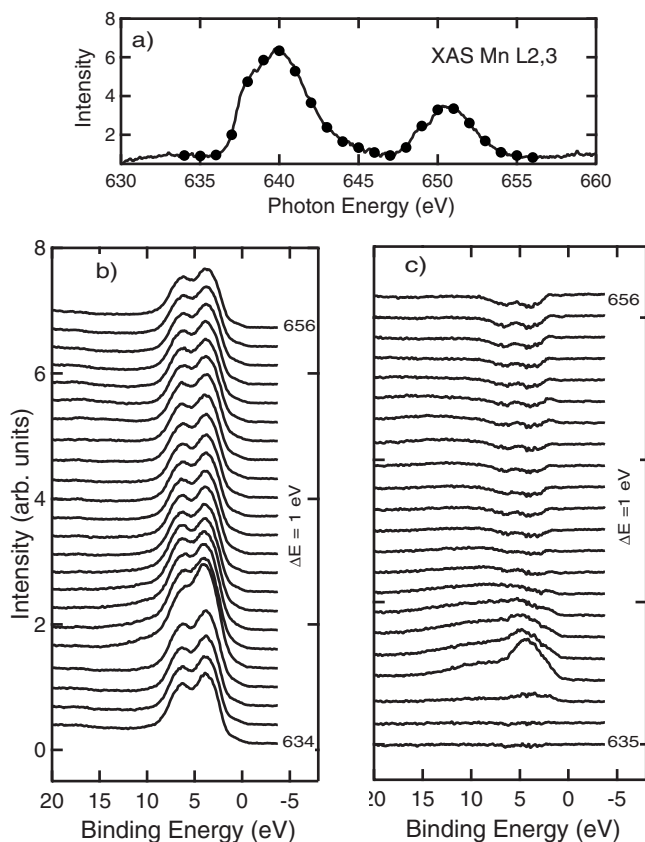 a)
XAS Mn L2,3
Intensity
8
6
4
2
630 635 640 645 650 655 660
Photon Energy (eV)
b)
c)
8
6
4
2
0
656
634
656
635
Intensity (arb. units)
ΔE = 1 eV
ΔE = 1 eV
20 15 10 5 0 -5
20 15 10 5 0 -5
Binding Energy (eV)
Binding Energy (eV)